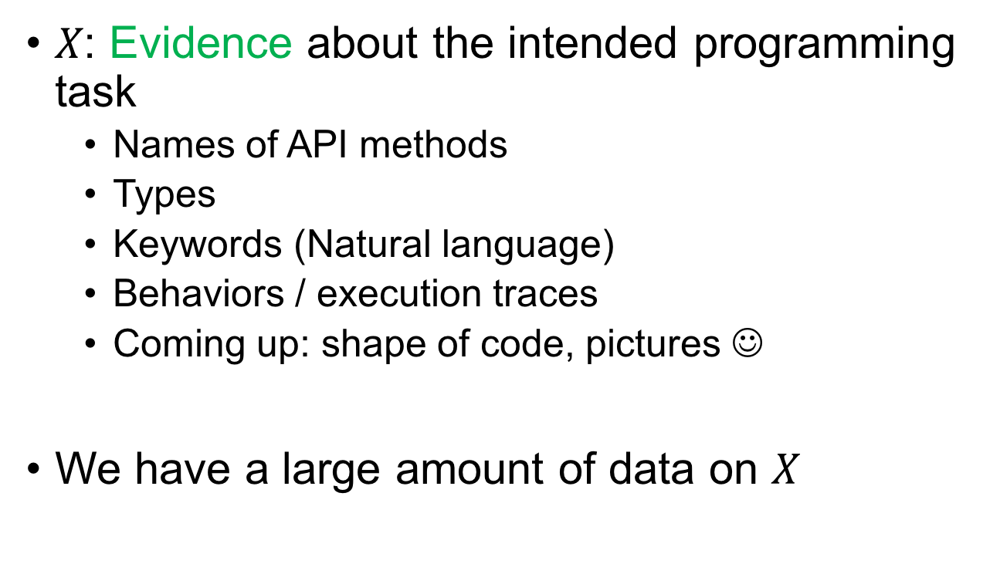 • X: Evidence about the intended programming
task
• Names of API methods
• Types
• Keywords (Natural language)
• Behaviors / execution traces
• Coming up: shape of code, pictures ☺
• We have a large amount of data on X